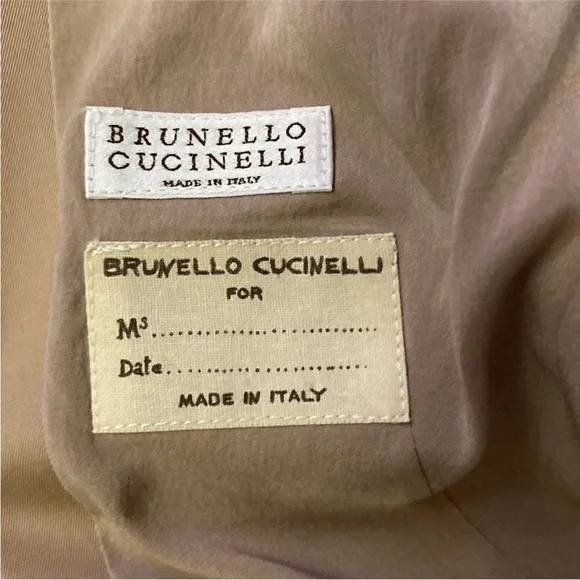 BRUNELLO
CUCINELLI
MADE IN ITALY
BRUNELLO CUCINELLI
FOR
Ms..............................
Date...........................
MADE IN ITALY